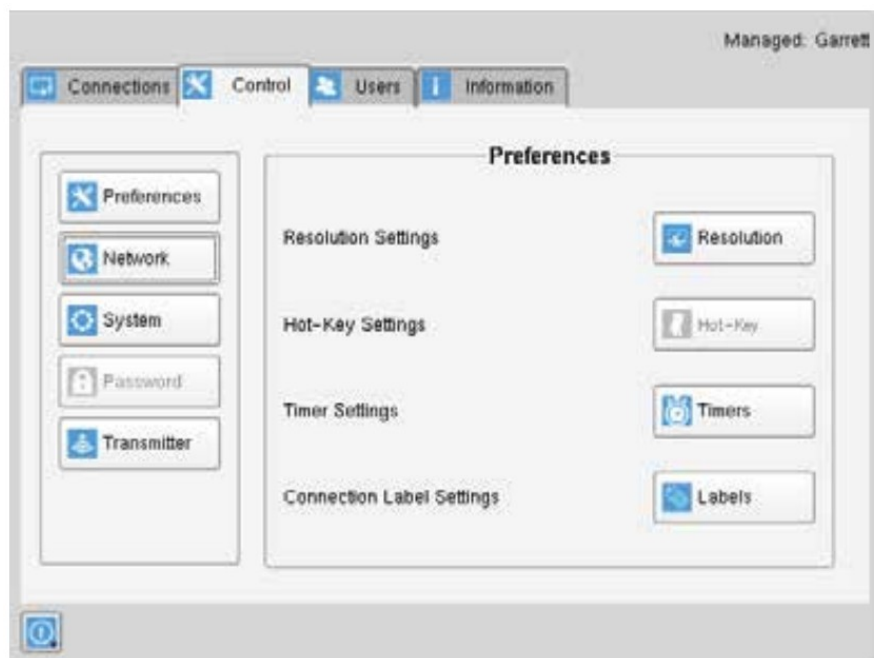 Managed: Garrett
Connections Control Users Information
Preferences
Network
System
Password
Transmitter
Preferences
Resolution Settings Resolution
Hot-Key Settings Hot-Key
Timer Settings Timers
Connection Label Settings Labels